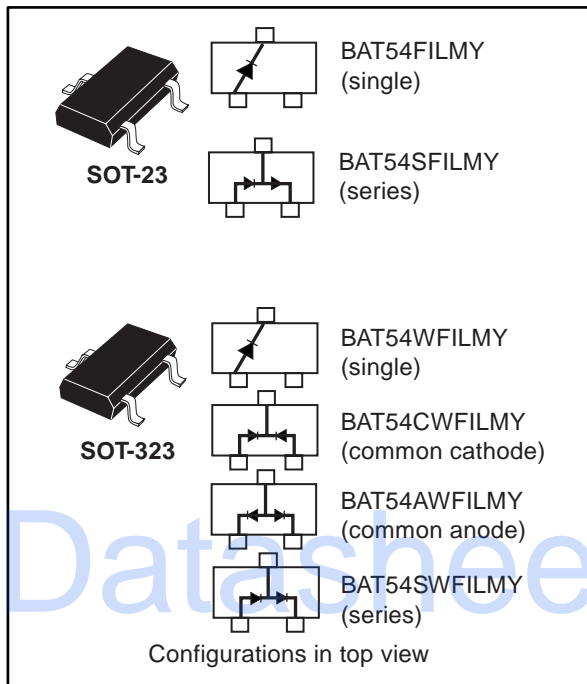 BAT54FILMY
(single)
SOT-23
BAT54SFILMY
(series)
BAT54WFILMY
(single)
SOT-323
BAT54CWFILMY
(common cathode)
BAT54AWFILMY
(common anode)
Datashee
BAT54SWFILMY
(series)
Configurations in top view